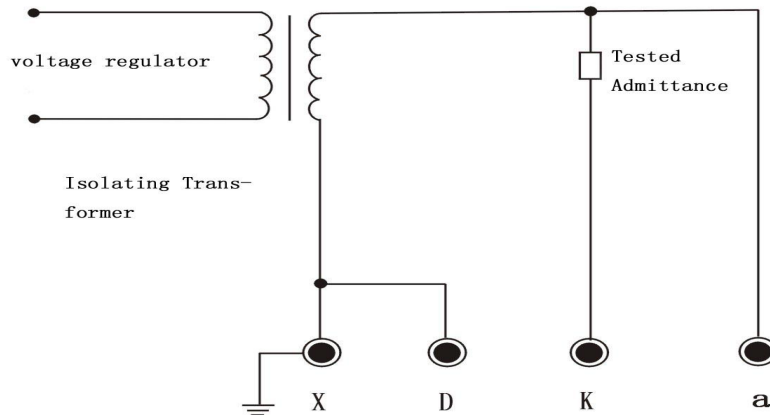 voltage regulator
Tested
Admittance
Isolating Trans-
former
X D K a